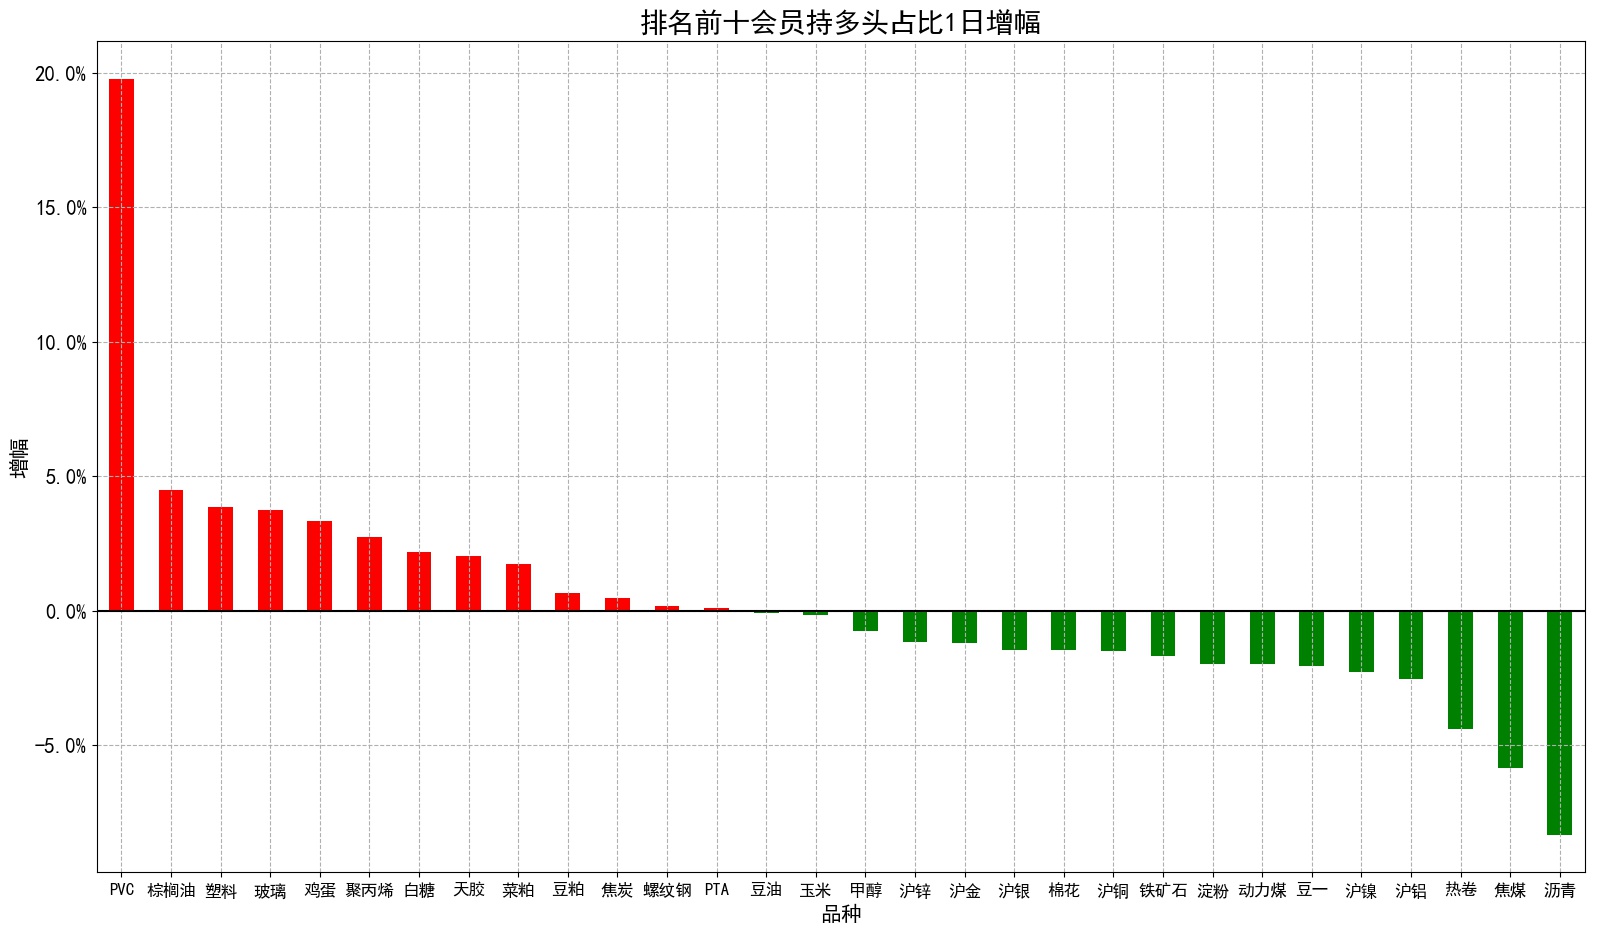 排名前十会员持多头占比1日增幅
20.0%
15.0%
10.0%
5.0%
0.0%
-5.0%
增幅
PVC 棕榈油 塑料 玻璃 鸡蛋 聚丙烯 白糖 天胶 菜粕 豆粕 焦炭 螺纹钢 PTA 豆油 玉米 甲醇 沪锌 沪金 沪银 棉花 沪铜 铁矿石 淀粉 动力煤 豆一 沪镍 沪铝 热卷 焦煤 沥青
品种